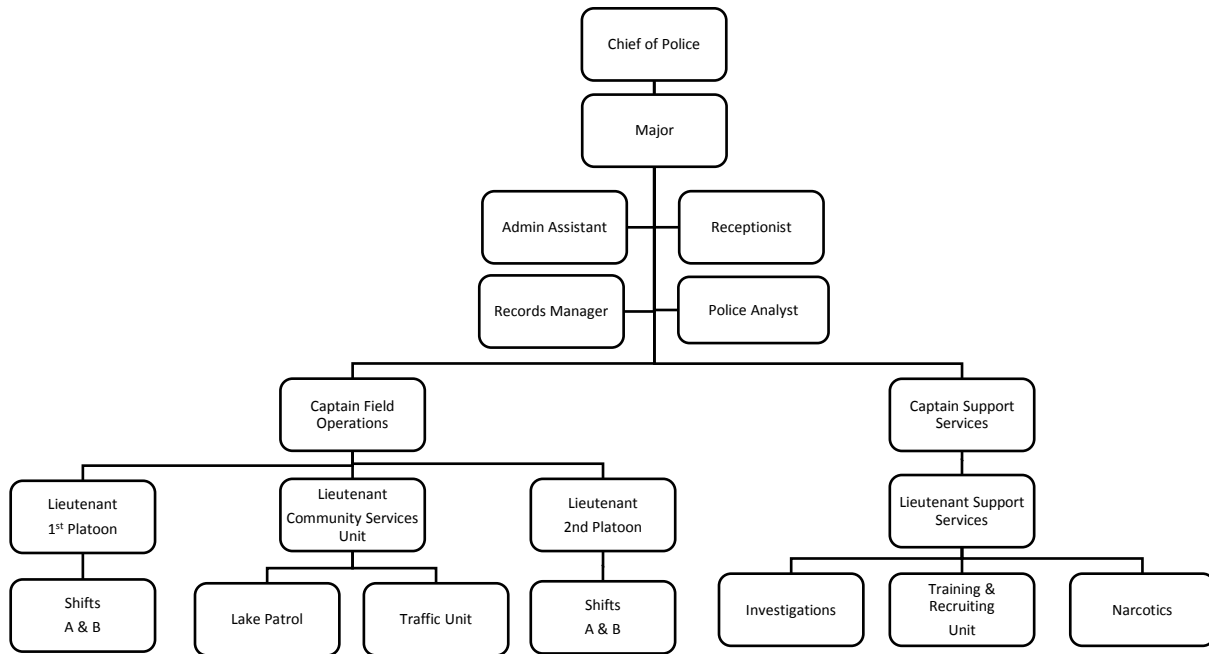 Chief of Police
Major
Admin Assistant
Receptionist
Records Manager
Police Analyst
Captain Field
Operations
Captain Support
Services
Lieutenant
1st Platoon
Lieutenant
Community Services
Unit
Lieutenant
2nd Platoon
Lieutenant Support
Services
Shifts
A & B
Lake Patrol
Traffic Unit
Shifts
A & B
Investigations
Training &
Recruiting
Unit
Narcotics